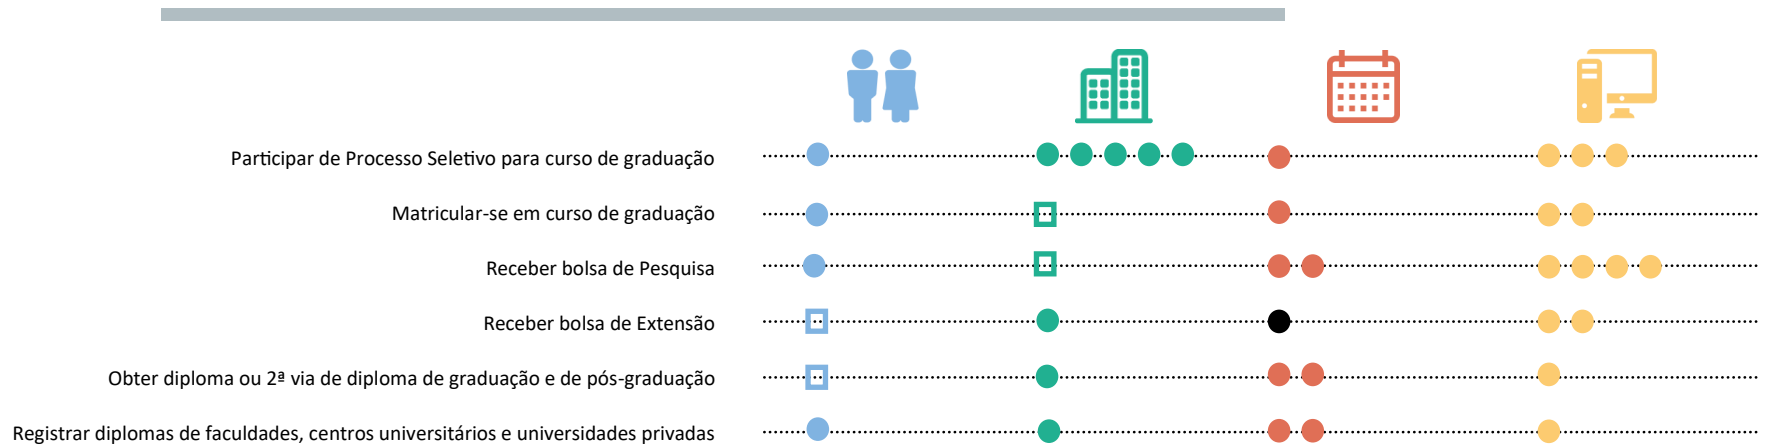 Participar de Processo Seletivo para curso de graduação
Matricular-se em curso de graduação
Receber bolsa de Pesquisa
Receber bolsa de Extensão
Obter diploma ou 2ª via de diploma de graduação e de pós-graduação
Registrar diplomas de faculdades, centros universitários e universidades privadas